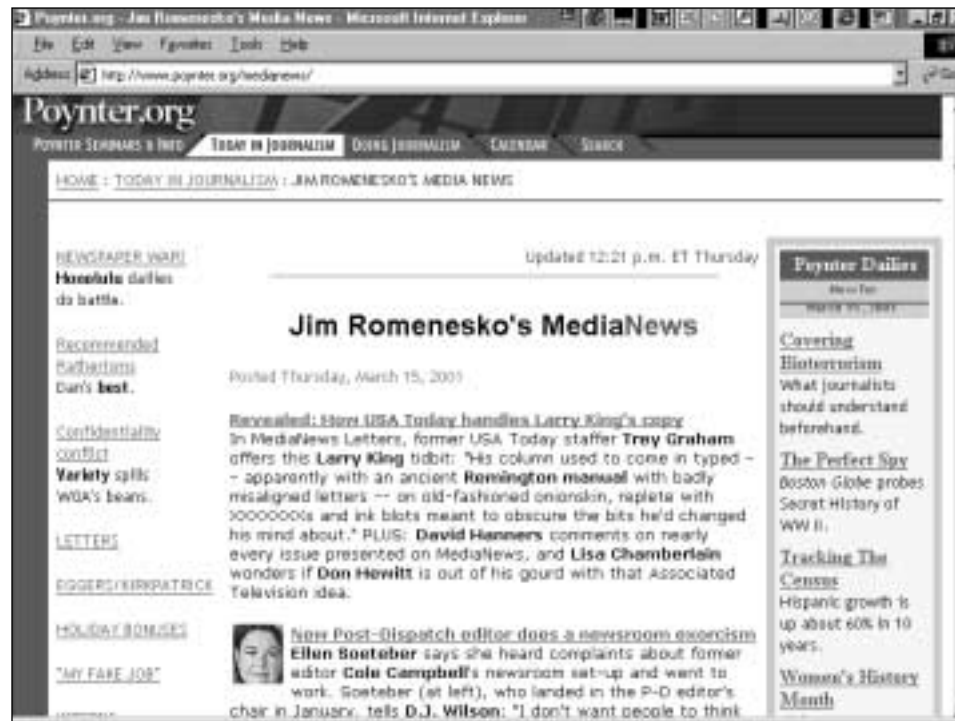 Poynter.org - Jim Romenesko's Media News - Microsoft Internet Explorer
File Edit View Favorites Tools Help
Address http://www.poynter.org/medianews/
Poynter.org
POYNTER SEMINARS & INFO TODAY IN JOURNALISM DOING JOURNALISM CALENDAR SEARCH
HOME : TODAY IN JOURNALISM : JIM ROMENESKO'S MEDIA NEWS
NEWSPAPER WAR!
Honolulu dailies
do battle.
Recommended
Ratherisms
Dan's best.
Confidentiality
conflict
Variety spills
WGA's beans.
LETTERS
EGGERS/KIRKPATRICK
HOLIDAY BONUSES
"MY FAKE JOB"
Updated 12:21 p.m. ET Thursday
Jim Romenesko's MediaNews
Posted Thursday, March 15, 2001
Revealed: How USA Today handles Larry King's copy
In MediaNews Letters, former USA Today staffer Trey Graham
offers this Larry King tidbit: "His column used to come in typed -
- apparently with an ancient Remington manual with badly
misaligned letters -- on old-fashioned onionskin, replete with
XXXXXXXs and ink blots meant to obscure the bits he'd changed
his mind about." PLUS: David Hanners comments on nearly
every issue presented on MediaNews, and Lisa Chamberlain
wonders if Don Hewitt is out of his gourd with that Associated
Television idea.
New Post-Dispatch editor does a newsroom exorcism
Ellen Soeteber says she heard complaints about former
editor Cole Campbell's newsroom set-up and went to
work. Soeteber (at left), who landed in the P-D editor's
chair in January, tells D.J. Wilson: "I don't want people to think
Poynter Dailies
New For
March 15, 2001
Covering
Bioterrorism
What journalists
should understand
beforehand.
The Perfect Spy
Boston Globe probes
Secret History of
WW II.
Tracking The
Census
Hispanic growth is
up about 60% in 10
years.
Women's History
Month